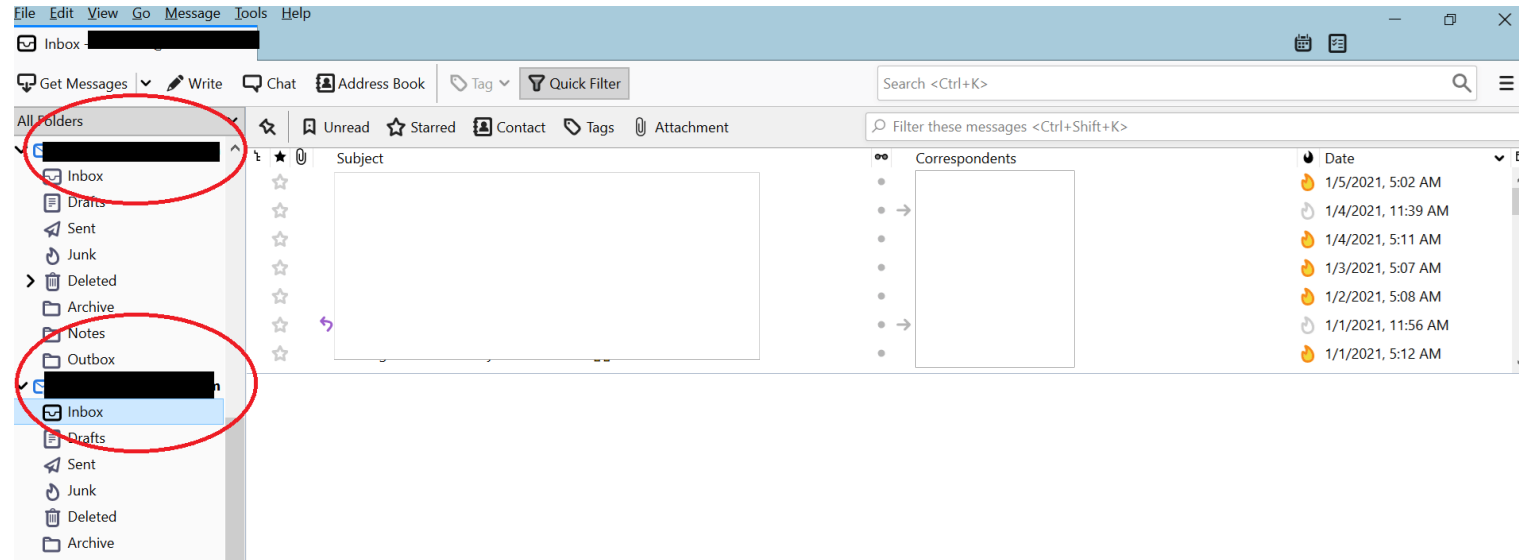 File Edit View Go Message Tools Help
Inbox -
Get Messages Write Chat Address Book Tag Quick Filter Search <Ctrl+K>
All Folders
Unread Starred Contact Tags Attachment Filter these messages <Ctrl+Shift+K>
Subject Correspondents Date
Inbox
Drafts
Sent
Junk
Deleted
Archive
Notes
Outbox
m
Inbox
Drafts
Sent
Junk
Deleted
Archive
1/5/2021, 5:02 AM
1/4/2021, 11:39 AM
1/4/2021, 5:11 AM
1/3/2021, 5:07 AM
1/2/2021, 5:08 AM
1/1/2021, 11:56 AM
1/1/2021, 5:12 AM